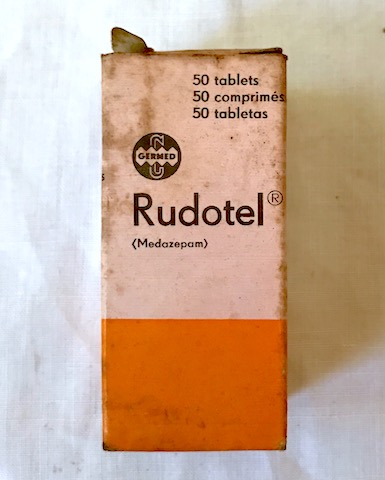 50 tablets
50 comprimés
50 tabletas
GERMED
Rudotel®
(Medazepam)